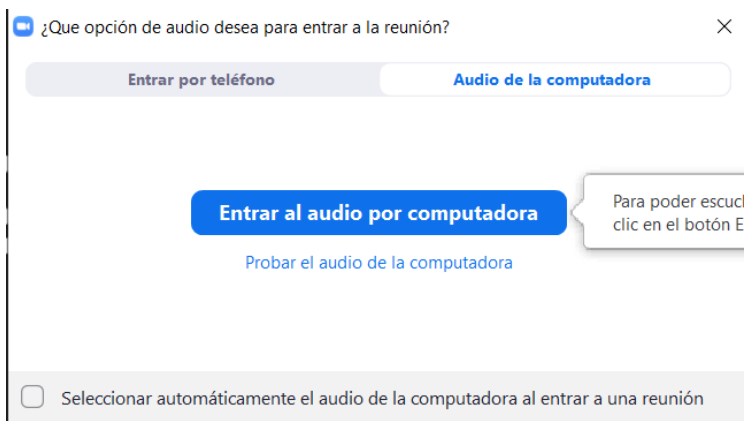 ¿Que opción de audio desea para entrar a la reunión?
Entrar por teléfono
Audio de la computadora
Entrar al audio por computadora
Para poder escuc
clic en el botón E
Probar el audio de la computadora
Seleccionar automáticamente el audio de la computadora al entrar a una reunión